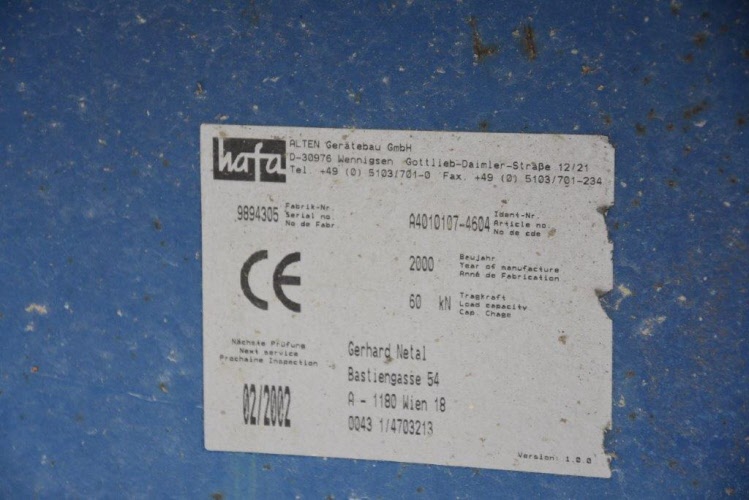 hafa
ALTEN Gerätebau GmbH
D-30976 Wennigsen Gottlieb-Daimler-Straße 12/21
Tel +49 (0) 5103/701-0 Fax. +49 (0) 5103/701-234
9894305 Fabrik-Nr.
Serial no.
No de Fabr
A4010107-4604 Ident-Nr.
Article no.
No de cde
CE
2000 Baujahr
Year of manufacture
Anné de Fabrication
60 kN Tragkraft
Load capacity
Cap. Chage
Nächste Prüfung
Next service
Prochaine Inspection
02/2002
Gerhard Netal
Bastiengasse 54
A - 1180 Wien 18
0043 1/4703213
Version: 1.0.0